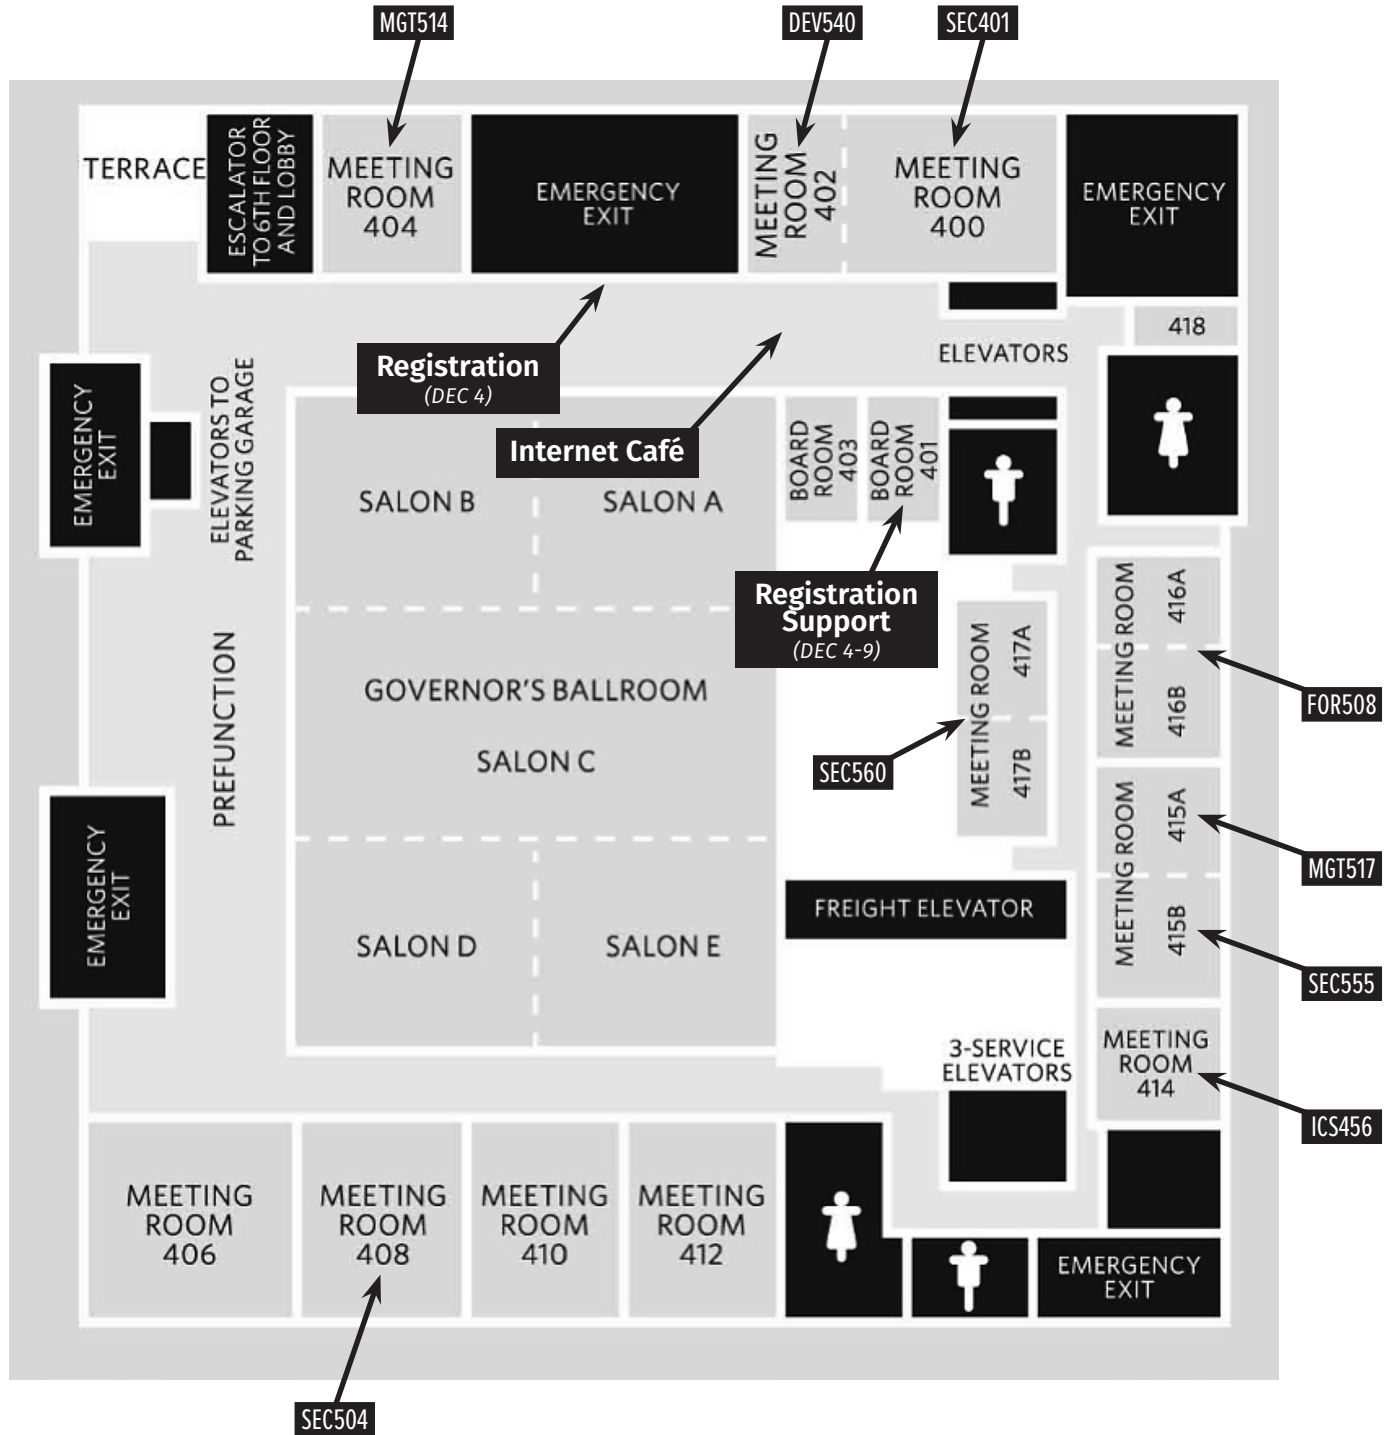 MGT514
DEV540
SEC401
TERRACE
ESCALATOR
TO 6TH FLOOR
AND LOBBY
MEETING
ROOM
404
EMERGENCY
EXIT
MEETING
ROOM
402
MEETING
ROOM
400
EMERGENCY
EXIT
418
ELEVATORS
Registration
(DEC 4)
Internet Café
EMERGENCY
EXIT
ELEVATORS TO
PARKING GARAGE
SALON B
SALON A
BOARD
ROOM
403
BOARD
ROOM
401
Registration
Support
(DEC 4-9)
MEETING ROOM
417A
417B
MEETING ROOM
416A
416B
FOR508
PREFUNCTION
GOVERNOR'S BALLROOM
SALON C
SEC560
MEETING ROOM
415A
415B
MGT517
SEC555
EMERGENCY
EXIT
FREIGHT ELEVATOR
SALON D
SALON E
3-SERVICE
ELEVATORS
MEETING
ROOM
414
ICS456
MEETING
ROOM
406
MEETING
ROOM
408
MEETING
ROOM
410
MEETING
ROOM
412
EMERGENCY
EXIT
SEC504